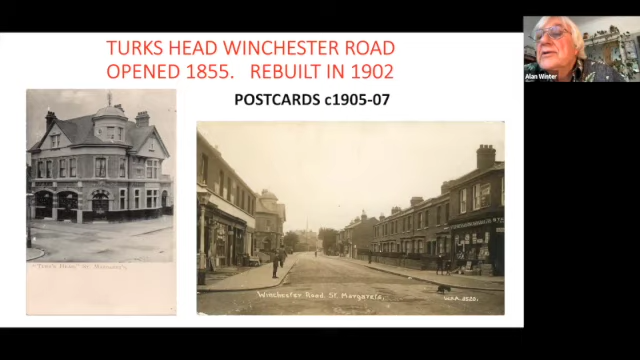 TURKS HEAD WINCHESTER ROAD
OPENED 1855. REBUILT IN 1902
POSTCARDS c1905-07
"Turk's Head," St. Margaret's.
Winchester Road. St. Margarets.
Alan Winter